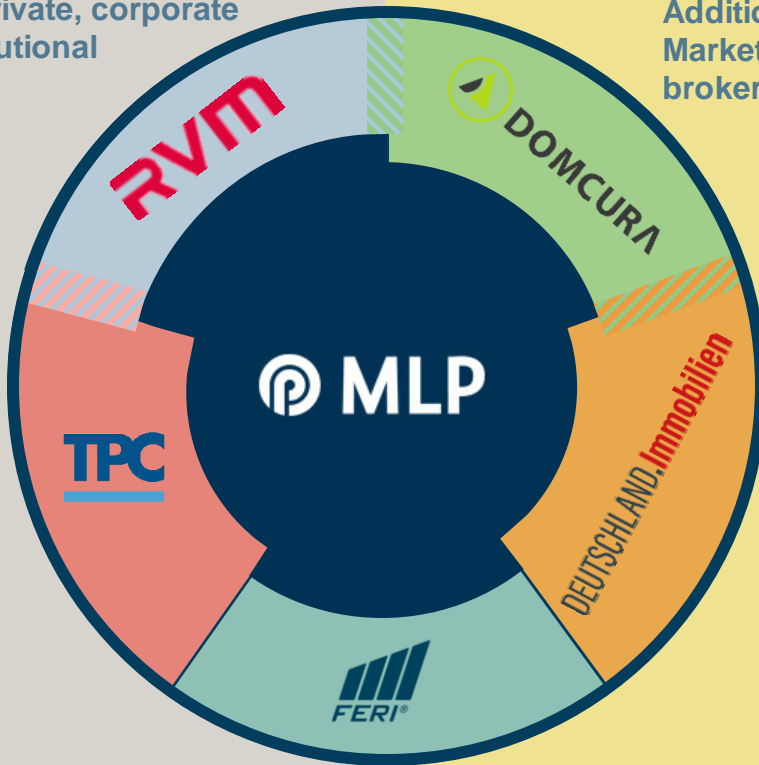 rivate, corporate
utional
Additio
Market
broker
RVM
DOMCURA
MLP
TPC
DEUTSCHLAND.Immobilien
FERI®